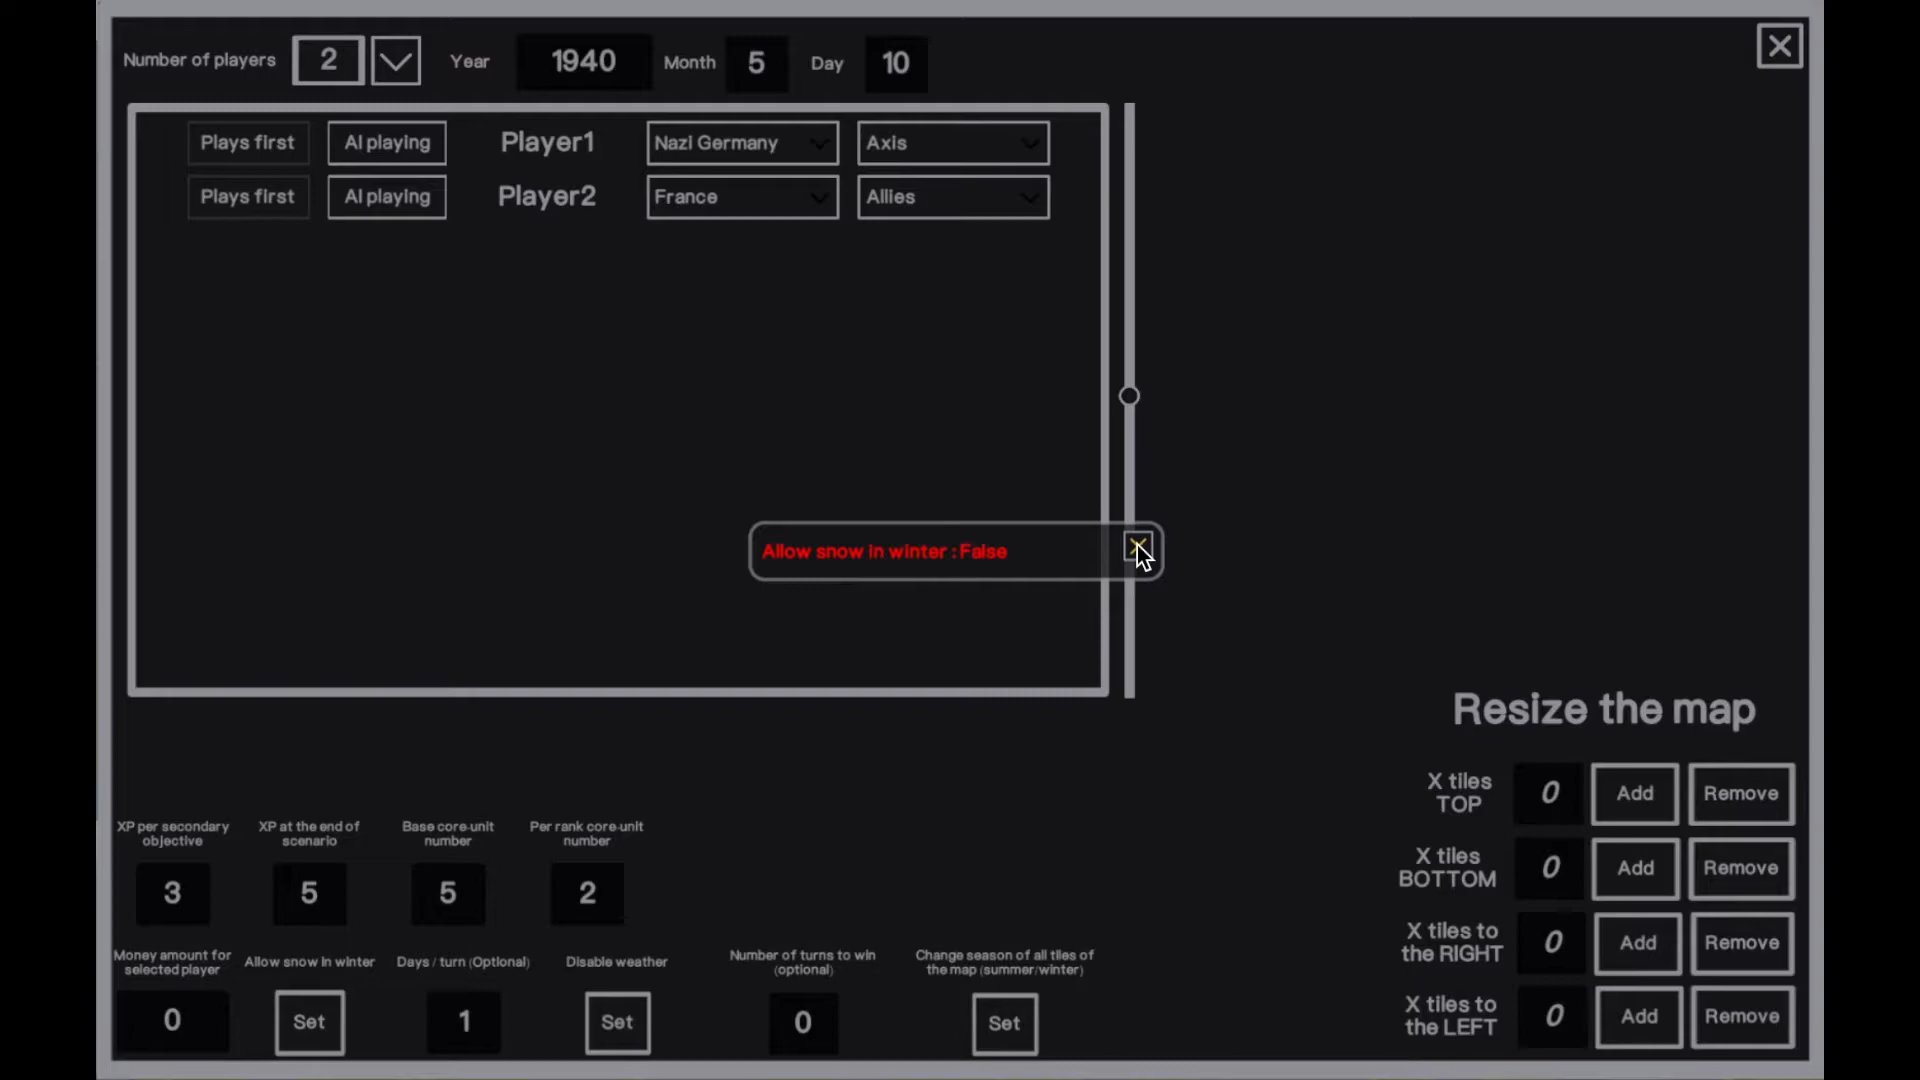 Number of players 2 Year 1940 Month 5 Day 10
Plays first AI playing Player1 Nazi Germany Axis
Plays first AI playing Player2 France Allies
Allow snow in winter : False
Resize the map
X tiles
TOP
0 Add Remove
X tiles
BOTTOM
0 Add Remove
X tiles to
the RIGHT
0 Add Remove
X tiles to
the LEFT
0 Add Remove
XP per secondary
objective
3
XP at the end of
scenario
5
Base core-unit
number
5
Per rank core-unit
number
2
Money amount for
selected player
0
Allow snow in winter
Set
Days / turn (Optional)
1
Disable weather
Set
Number of turns to win
(optional)
0
Change season of all tiles of
the map (summer/winter)
Set